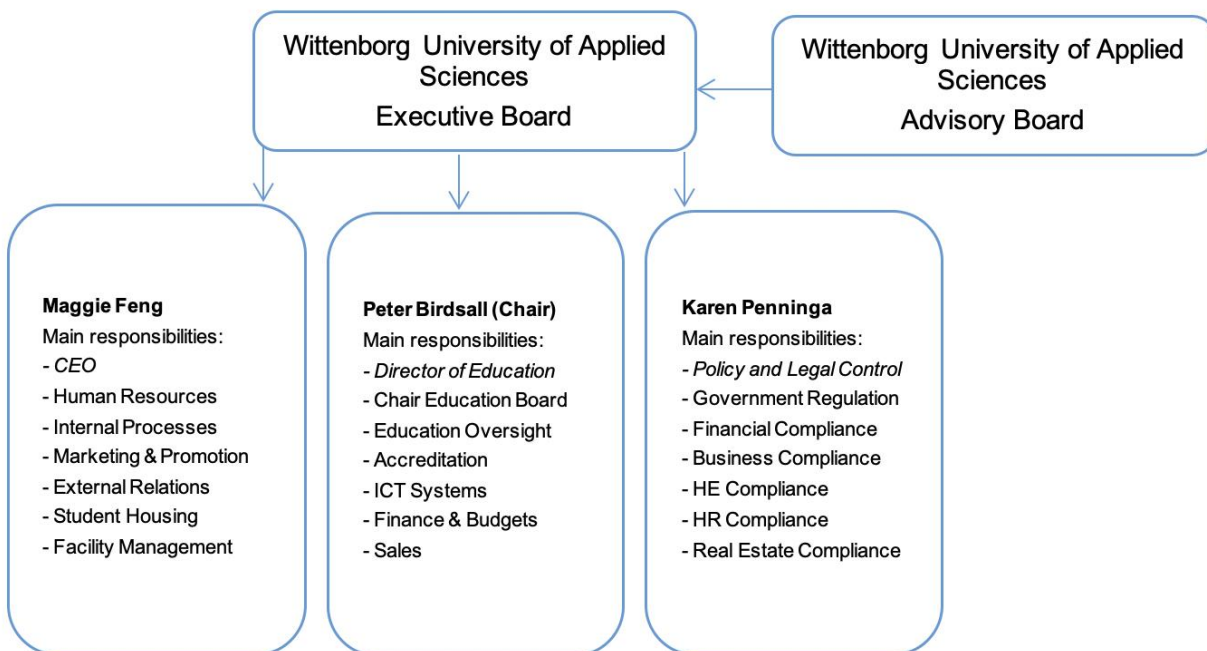 Wittenborg University of Applied
Sciences
Executive Board
Wittenborg University of Applied
Sciences
Advisory Board
Maggie Feng
Main responsibilities:
- CEO
- Human Resources
- Internal Processes
- Marketing & Promotion
- External Relations
- Student Housing
- Facility Management
Peter Birdsall (Chair)
Main responsibilities:
- Director of Education
- Chair Education Board
- Education Oversight
- Accreditation
- ICT Systems
- Finance & Budgets
- Sales
Karen Penninga
Main responsibilities:
- Policy and Legal Control
- Government Regulation
- Financial Compliance
- Business Compliance
- HE Compliance
- HR Compliance
- Real Estate Compliance